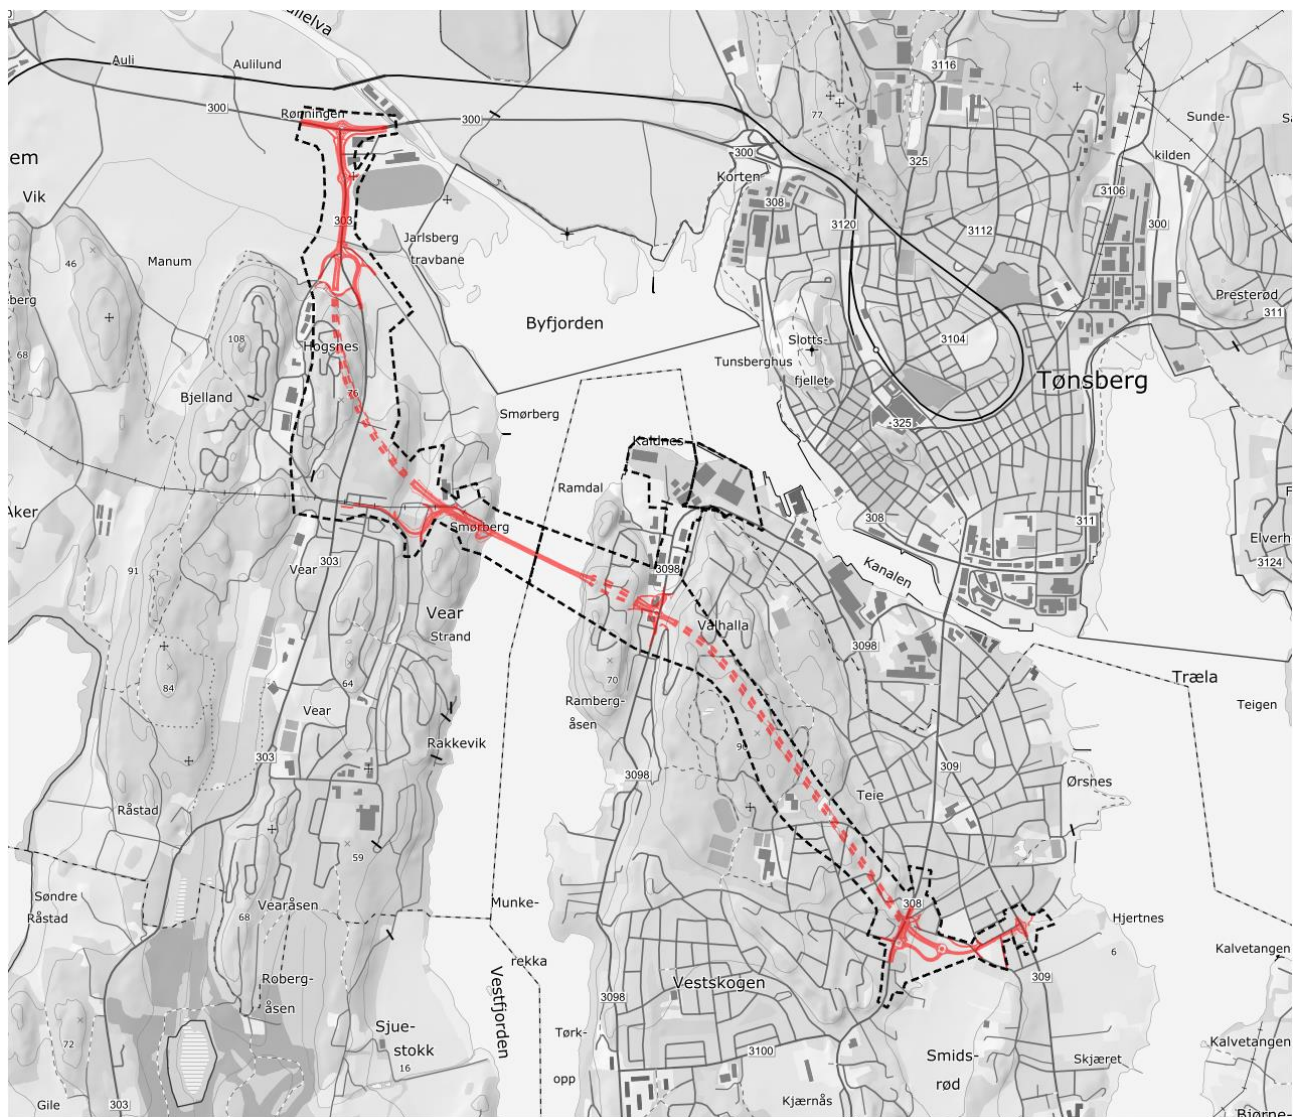 Auli
Aulilund
3116
300
Rønningen
300
Sunde-
325
kilden
300
em
Vik
Korten
308
3106
303
3120
3112
300
Jarlsberg
travbane
46
Manum
Presterød
311
eberg
Byfjorden
Slotts-
Tunsberghus
fjellet
3104
108
Hogsnes
68
Tønsberg
Bjelland
76
Smørberg
325
Kaldnes
Ramdal
Aker
Smørberg
308
311
Elverh
3124
303
Vear
3098
Kanalen
91
Vear
Strand
Valhalla
3098
84
64
70
Træla
Vear
Ramberg-
åsen
Teigen
303
Rakkevik
90
3098
309
Ørsnes
Råstad
Teie
59
Søndre
Råstad
Vearåsen
68
Munke-
308
Hjertnes
6
rekka
Kalvetangen
Roberg-
åsen
Vestfjorden
Vestskogen
309
3098
Sjue-
stokk
Tørk-
72
16
opp
3100
Smids-
rød
Skjæret
Kalvetangen
Gile
303
Kjærnås
Bjørne-
77